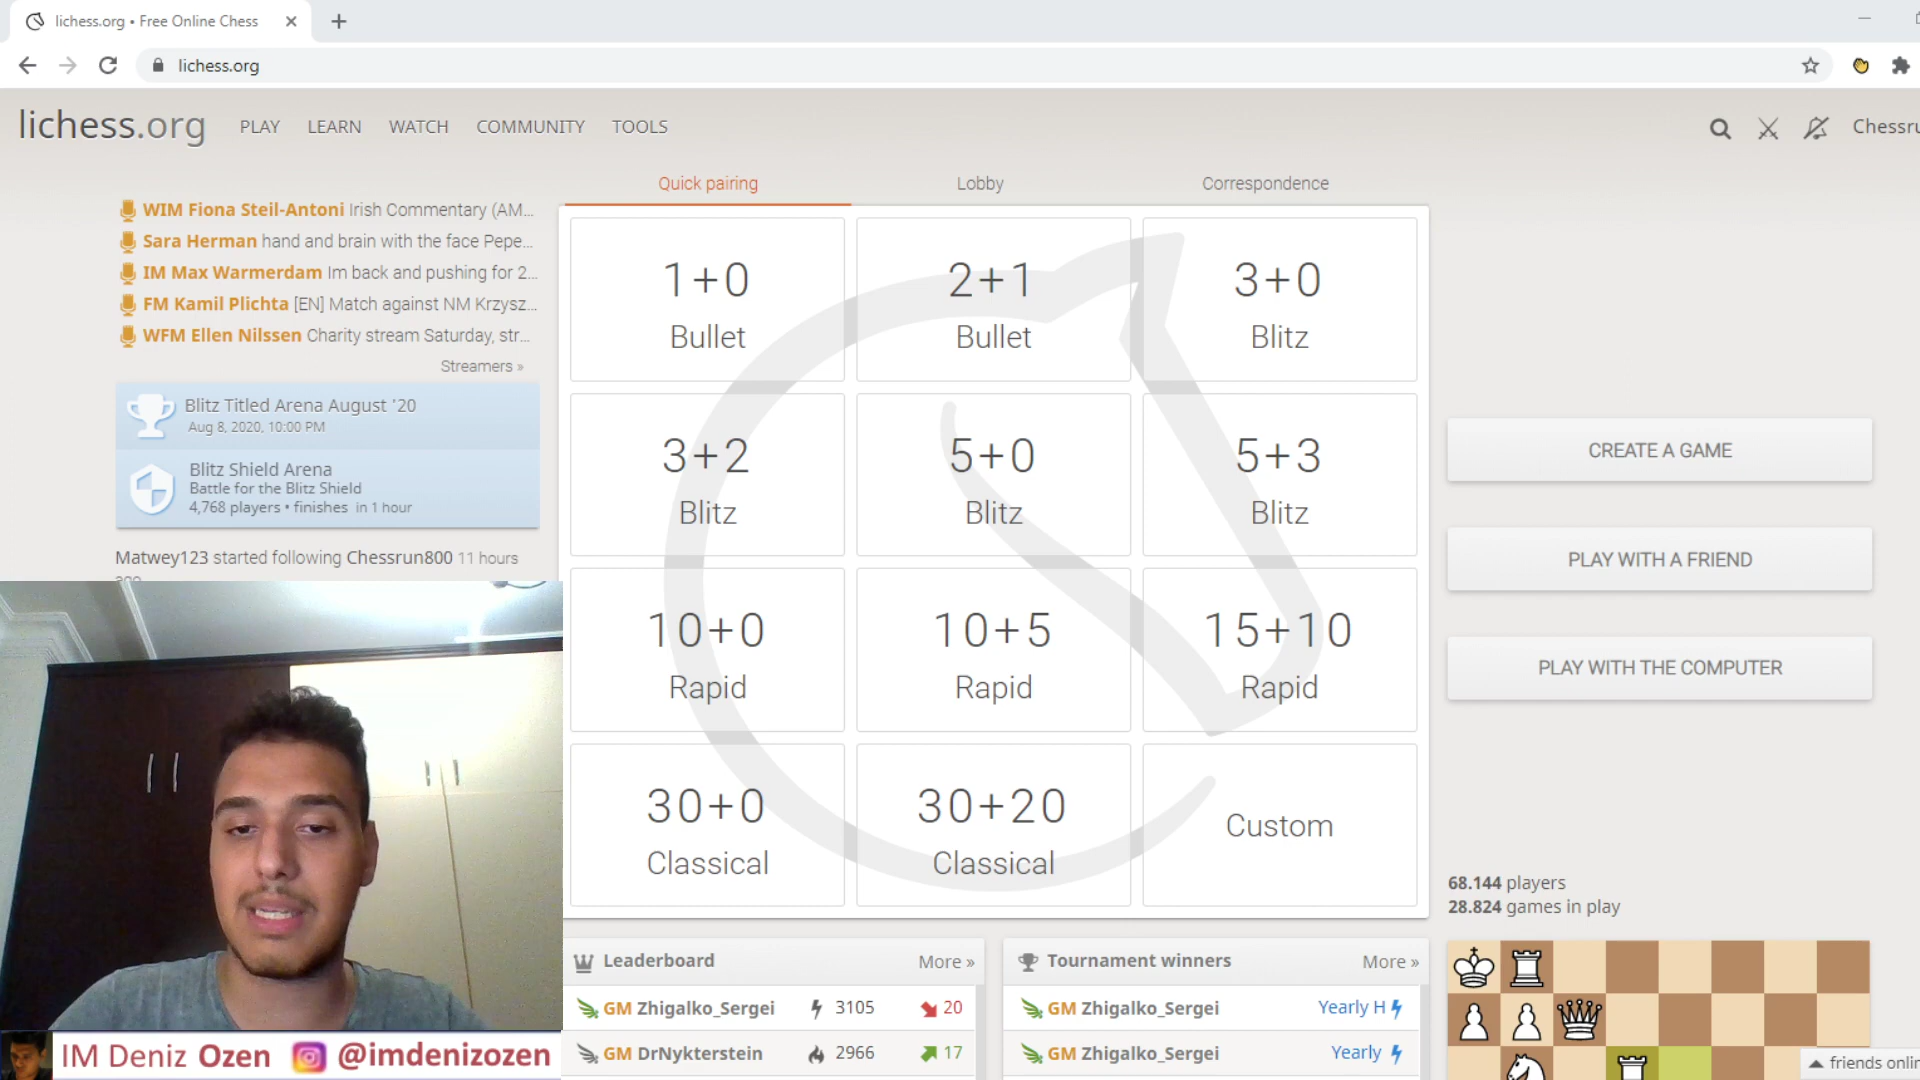 lichess.org • Free Online Chess
lichess.org
lichess.org PLAY LEARN WATCH COMMUNITY TOOLS
Quick pairing Lobby Correspondence
WIM Fiona Steil-Antoni Irish Commentary (AM...
Sara Herman hand and brain with the face Pepe...
IM Max Warmerdam Im back and pushing for 2...
FM Kamil Plichta [EN] Match against NM Krzysz...
WFM Ellen Nilssen Charity stream Saturday, str...
Streamers »
Blitz Titled Arena August '20
Aug 8, 2020, 10:00 PM
Blitz Shield Arena
Battle for the Blitz Shield
4,768 players • finishes in 1 hour
Matwey123 started following Chessrun800 11 hours
1+0
Bullet
2+1
Bullet
3+0
Blitz
3+2
Blitz
5+0
Blitz
5+3
Blitz
10+0
Rapid
10+5
Rapid
15+10
Rapid
30+0
Classical
30+20
Classical
Custom
CREATE A GAME
PLAY WITH A FRIEND
PLAY WITH THE COMPUTER
68.144 players
28.824 games in play
Leaderboard More »
GM Zhigalko_Sergei 3105 20
GM DrNykterstein 2966 17
Tournament winners More »
GM Zhigalko_Sergei Yearly H
GM Zhigalko_Sergei Yearly
IM Deniz Ozen @imdenizozen